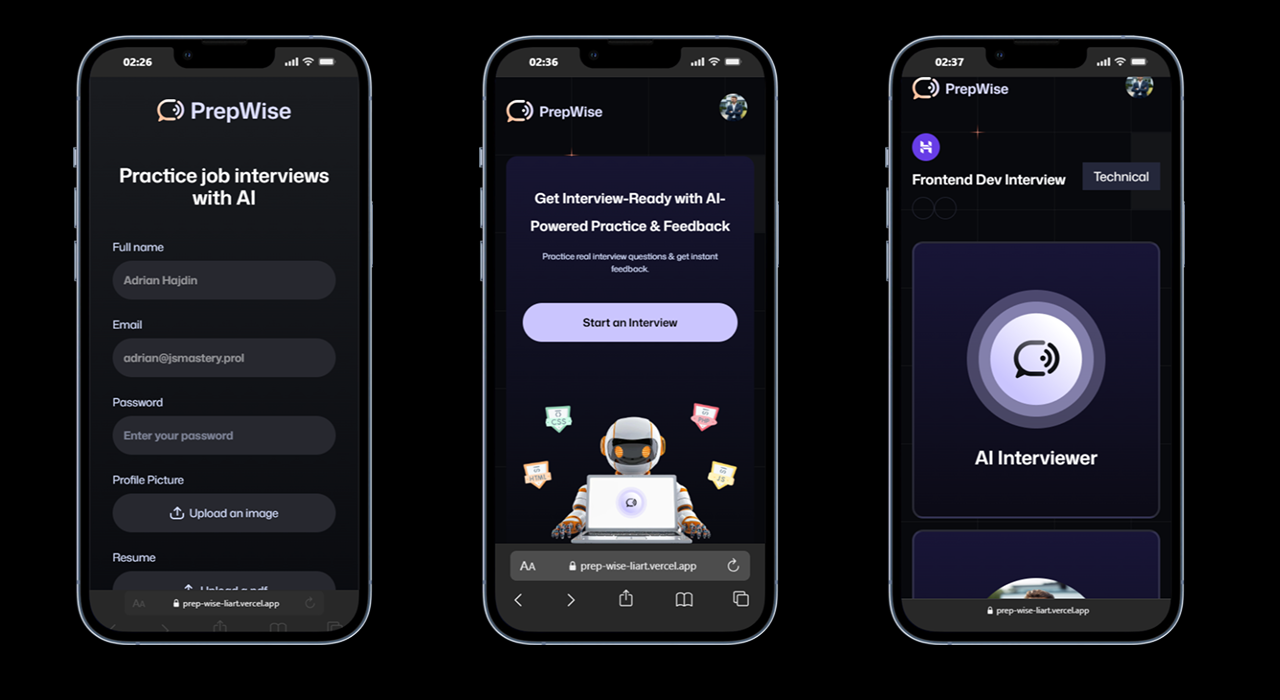 02:26
PrepWise
Practice job interviews
with AI
Full name
Adrian Hajdin
Email
adrian@jsmastery.prol
Password
Enter your password
Profile Picture
Upload an image
Resume
Upload a pdf
AA prep-wise-liart.vercel.app
02:36
PrepWise
Get Interview-Ready with AI-
Powered Practice & Feedback
Practice real interview questions & get instant
feedback.
Start an Interview
CSS
PHP
HTML
JS
AA prep-wise-liart.vercel.app
02:37
PrepWise
Frontend Dev Interview
Technical
AI Interviewer
prep-wise-liart.vercel.app